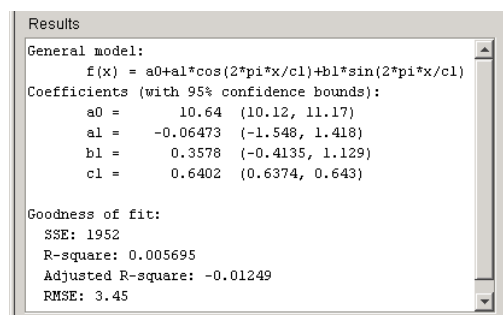 Results
General model:
f(x) = a0+a1*cos(2*pi*x/c1)+b1*sin(2*pi*x/c1)
Coefficients (with 95% confidence bounds):
a0 = 10.64 (10.12, 11.17)
a1 = -0.06473 (-1.548, 1.418)
b1 = 0.3578 (-0.4135, 1.129)
c1 = 0.6402 (0.6374, 0.643)
Goodness of fit:
SSE: 1952
R-square: 0.005695
Adjusted R-square: -0.01249
RMSE: 3.45